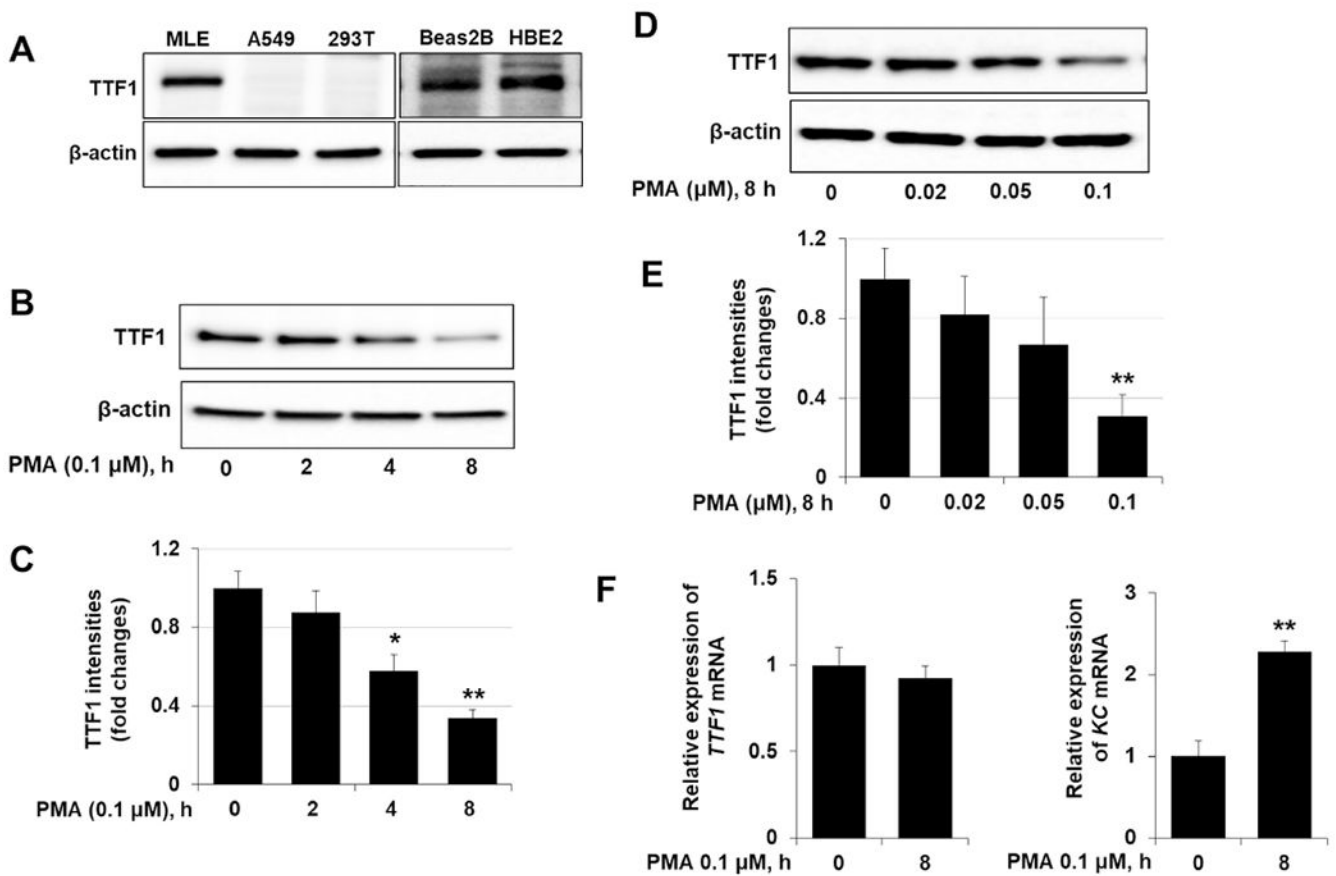 A
MLE A549 293T Beas2B HBE2
TTF1
β-actin
B
TTF1
β-actin
PMA (0.1 µM), h 0 2 4 8
C
TTF1 intensities
(fold changes)
1.2
0.8
0.4
0
*
**
PMA (0.1 µM), h 0 2 4 8
D
TTF1
β-actin
PMA (µM), 8 h 0 0.02 0.05 0.1
E
TTF1 intensities
(fold changes)
1.2
0.8
0.4
0
**
PMA (µM), 8 h 0 0.02 0.05 0.1
F
Relative expression of
TTF1 mRNA
1.5
1
0.5
0
PMA 0.1 µM, h 0 8
Relative expression
of KC mRNA
3
2
1
0
**
PMA 0.1 µM, h 0 8